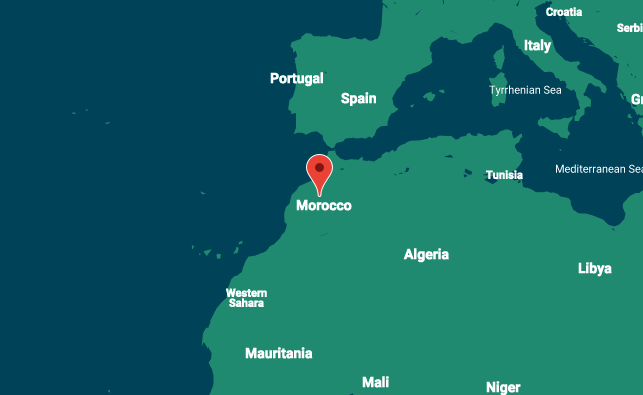 Croatia
Serbi
Italy
Portugal
Spain
Tyrrhenian Sea
Gr
Tunisia
Mediterranean Sea
Morocco
Algeria
Libya
Western
Sahara
Mauritania
Mali
Niger